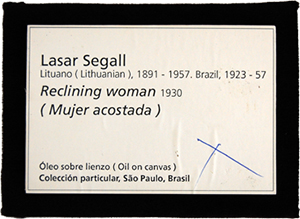 Lasar Segall
Lituano ( Lithuanian ), 1891 - 1957. Brazil, 1923 - 57
Reclining woman 1930
( Mujer acostada )
Óleo sobre lienzo ( Oil on canvas )
Colección particular, São Paulo, Brasil